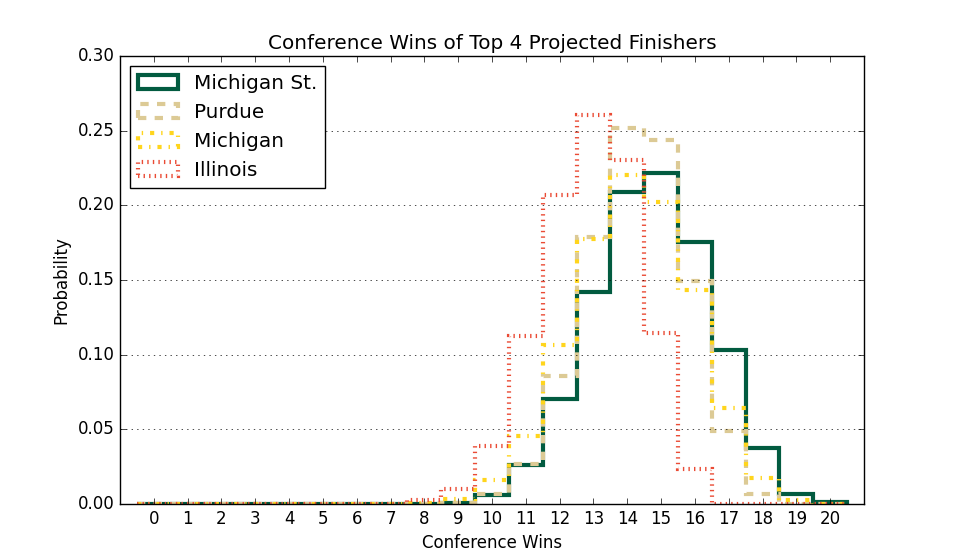 Conference Wins of Top 4 Projected Finishers
0.30
0.25
0.20
0.15
0.10
0.05
0.00
Probability
Michigan St.
Purdue
Michigan
Illinois
0 1 2 3 4 5 6 7 8 9 10 11 12 13 14 15 16 17 18 19 20
Conference Wins